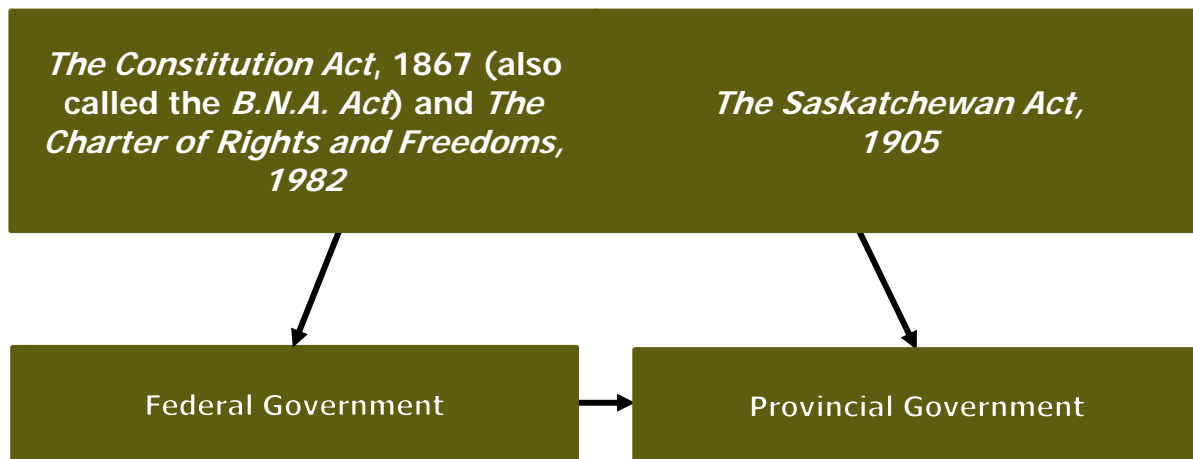 The Constitution Act, 1867 (also
called the B.N.A. Act) and The
Charter of Rights and Freedoms,
1982
The Saskatchewan Act,
1905
Federal Government
Provincial Government